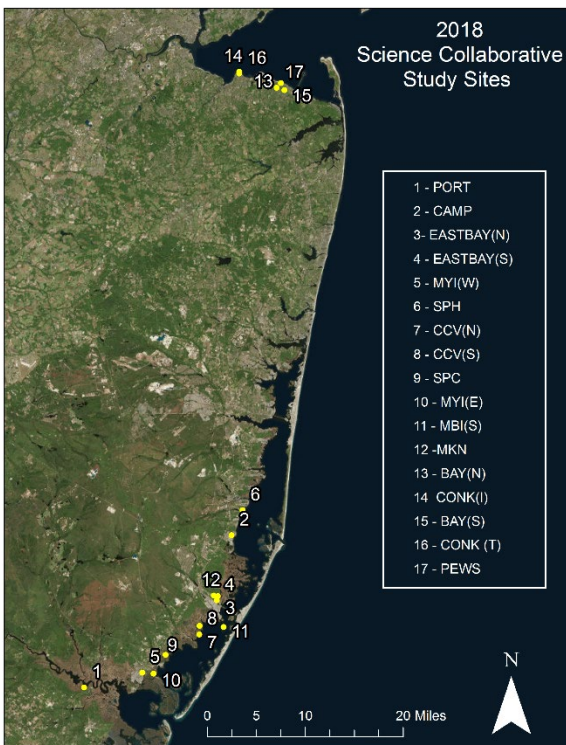 2018
Science Collaborative
Study Sites
14
16
17
13
15
1 - PORT
2 - CAMP
3- EASTBAY(N)
4 - EASTBAY(S)
5 - MYI(W)
6 - SPH
7 - CCV(N)
8 - CCV(S)
9 - SPC
10 - MYI(E)
11 - MBI(S)
12 -MKN
13 - BAY(N)
14 CONK(I)
15 - BAY(S)
16 - CONK (T)
17 - PEWS
6
2
12
4
3
8
11
7
9
5
10
1
N
0 5 10 20 Miles